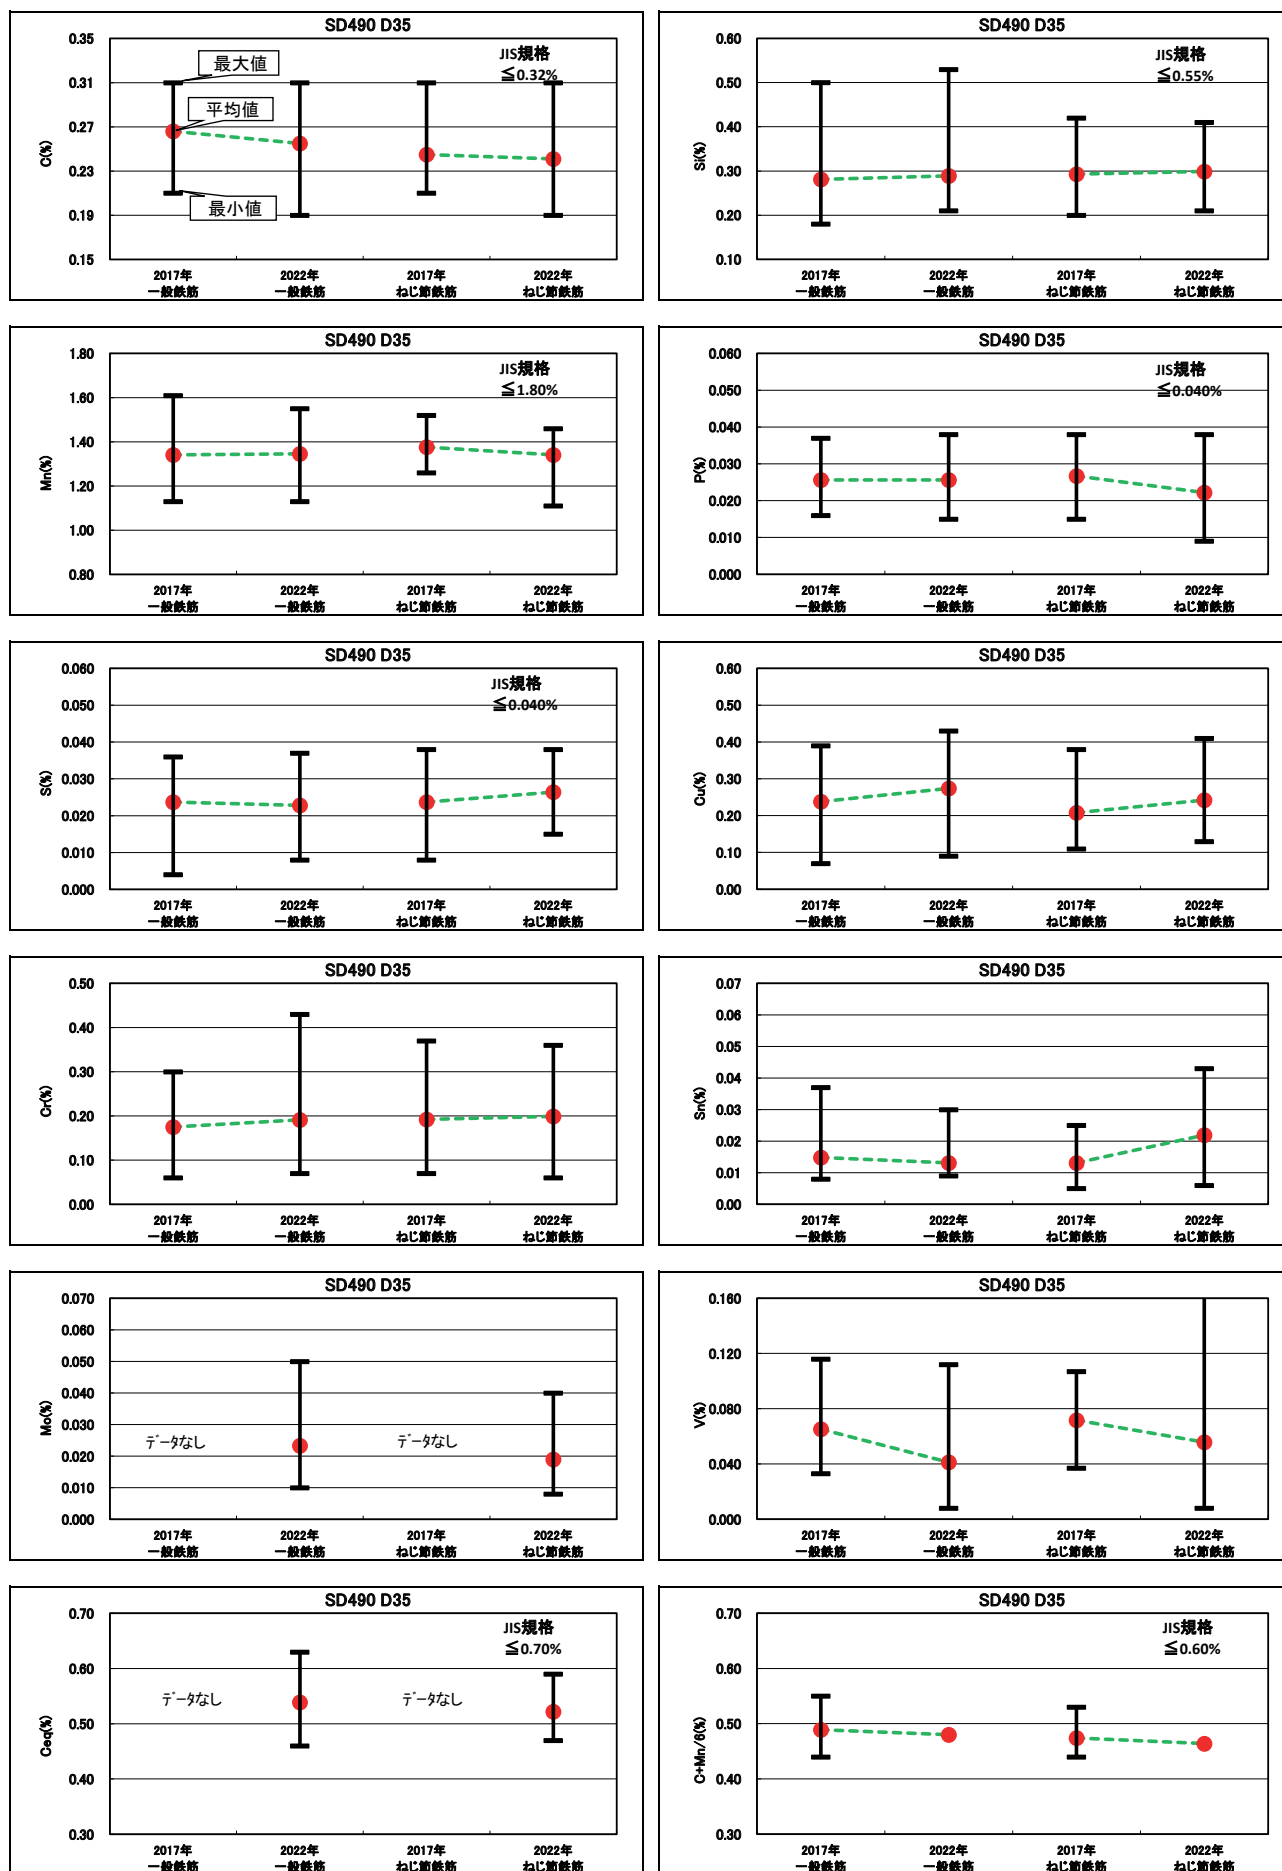 SD490 D35
JIS規格
≦0.32%
最大値
平均値
最小値
C(%)
0.35
0.31
0.27
0.23
0.19
0.15
2017年
一般鉄筋
2022年
一般鉄筋
2017年
ねじ節鉄筋
2022年
ねじ節鉄筋
SD490 D35
JIS規格
≦0.55%
Si(%)
0.60
0.50
0.40
0.30
0.20
0.10
2017年
一般鉄筋
2022年
一般鉄筋
2017年
ねじ節鉄筋
2022年
ねじ節鉄筋
SD490 D35
JIS規格
≦1.80%
Mn(%)
1.80
1.60
1.40
1.20
1.00
0.80
2017年
一般鉄筋
2022年
一般鉄筋
2017年
ねじ節鉄筋
2022年
ねじ節鉄筋
SD490 D35
JIS規格
≦0.040%
P(%)
0.060
0.050
0.040
0.030
0.020
0.010
0.000
2017年
一般鉄筋
2022年
一般鉄筋
2017年
ねじ節鉄筋
2022年
ねじ節鉄筋
SD490 D35
JIS規格
≦0.040%
S(%)
0.060
0.050
0.040
0.030
0.020
0.010
0.000
2017年
一般鉄筋
2022年
一般鉄筋
2017年
ねじ節鉄筋
2022年
ねじ節鉄筋
SD490 D35
Cu(%)
0.60
0.50
0.40
0.30
0.20
0.10
0.00
2017年
一般鉄筋
2022年
一般鉄筋
2017年
ねじ節鉄筋
2022年
ねじ節鉄筋
SD490 D35
Cr(%)
0.50
0.40
0.30
0.20
0.10
0.00
2017年
一般鉄筋
2022年
一般鉄筋
2017年
ねじ節鉄筋
2022年
ねじ節鉄筋
SD490 D35
Sn(%)
0.07
0.06
0.05
0.04
0.03
0.02
0.01
0.00
2017年
一般鉄筋
2022年
一般鉄筋
2017年
ねじ節鉄筋
2022年
ねじ節鉄筋
SD490 D35
Mo(%)
0.070
0.060
0.050
0.040
0.030
0.020
0.010
0.000
データなし
データなし
2017年
一般鉄筋
2022年
一般鉄筋
2017年
ねじ節鉄筋
2022年
ねじ節鉄筋
SD490 D35
V(%)
0.160
0.120
0.080
0.040
0.000
2017年
一般鉄筋
2022年
一般鉄筋
2017年
ねじ節鉄筋
2022年
ねじ節鉄筋
SD490 D35
JIS規格
≦0.70%
Ceq(%)
0.70
0.60
0.50
0.40
0.30
データなし
データなし
2017年
一般鉄筋
2022年
一般鉄筋
2017年
ねじ節鉄筋
2022年
ねじ節鉄筋
SD490 D35
JIS規格
≦0.60%
C+Mn/6(%)
0.70
0.60
0.50
0.40
0.30
2017年
一般鉄筋
2022年
一般鉄筋
2017年
ねじ節鉄筋
2022年
ねじ節鉄筋